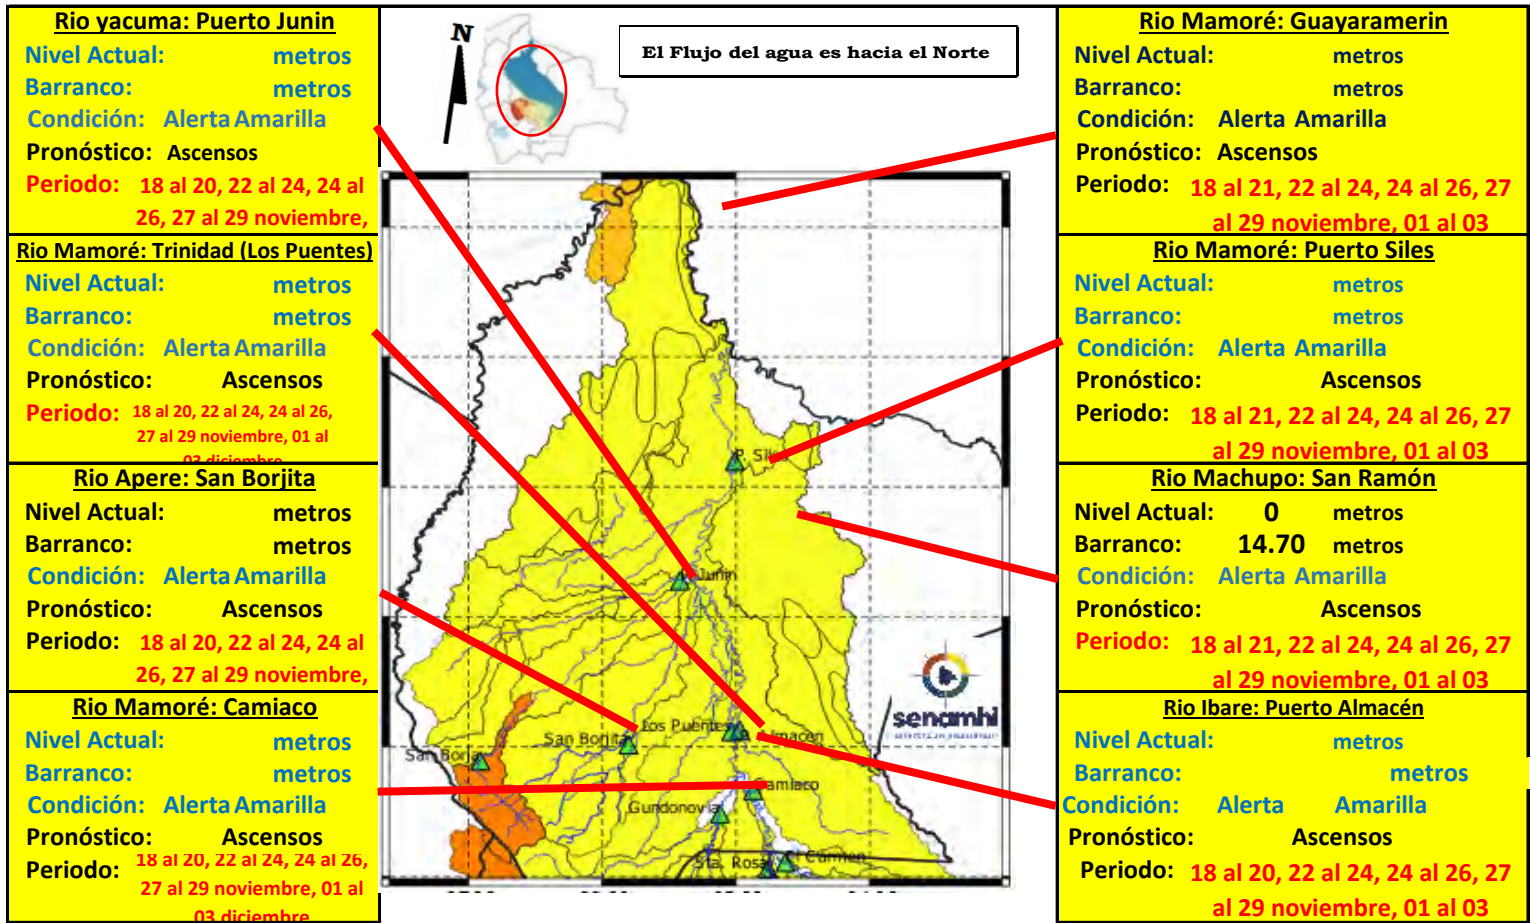 Rio yacuma: Puerto Junin
Nivel Actual: metros
Barranco: metros
Condición: Alerta Amarilla
Pronóstico: Ascensos
Periodo: 18 al 20, 22 al 24, 24 al
26, 27 al 29 noviembre,
Rio Mamoré: Trinidad (Los Puentes)
Nivel Actual: metros
Barranco: metros
Condición: Alerta Amarilla
Pronóstico: Ascensos
Periodo: 18 al 20, 22 al 24, 24 al 26,
27 al 29 noviembre, 01 al
03 diciembre
Rio Apere: San Borjita
Nivel Actual: metros
Barranco: metros
Condición: Alerta Amarilla
Pronóstico: Ascensos
Periodo: 18 al 20, 22 al 24, 24 al
26, 27 al 29 noviembre,
Rio Mamoré: Camiaco
Nivel Actual: metros
Barranco: metros
Condición: Alerta Amarilla
Pronóstico: Ascensos
Periodo: 18 al 20, 22 al 24, 24 al 26,
27 al 29 noviembre, 01 al
03 diciembre
N
El Flujo del agua es hacia el Norte
P. Siles
Junin
Los Puentes
P. Almacen
San Borjita
San Borja
Camiaco
Gundonovia
Sta. Rosa
El Carmen
senamhi
Rio Mamoré: Guayaramerin
Nivel Actual: metros
Barranco: metros
Condición: Alerta Amarilla
Pronóstico: Ascensos
Periodo: 18 al 21, 22 al 24, 24 al 26, 27
al 29 noviembre, 01 al 03
Rio Mamoré: Puerto Siles
Nivel Actual: metros
Barranco: metros
Condición: Alerta Amarilla
Pronóstico: Ascensos
Periodo: 18 al 21, 22 al 24, 24 al 26, 27
al 29 noviembre, 01 al 03
Rio Machupo: San Ramón
Nivel Actual: 0 metros
Barranco: 14.70 metros
Condición: Alerta Amarilla
Pronóstico: Ascensos
Periodo: 18 al 21, 22 al 24, 24 al 26, 27
al 29 noviembre, 01 al 03
Rio Ibare: Puerto Almacén
Nivel Actual: metros
Barranco: metros
Condición: Alerta Amarilla
Pronóstico: Ascensos
Periodo: 18 al 20, 22 al 24, 24 al 26, 27
al 29 noviembre, 01 al 03